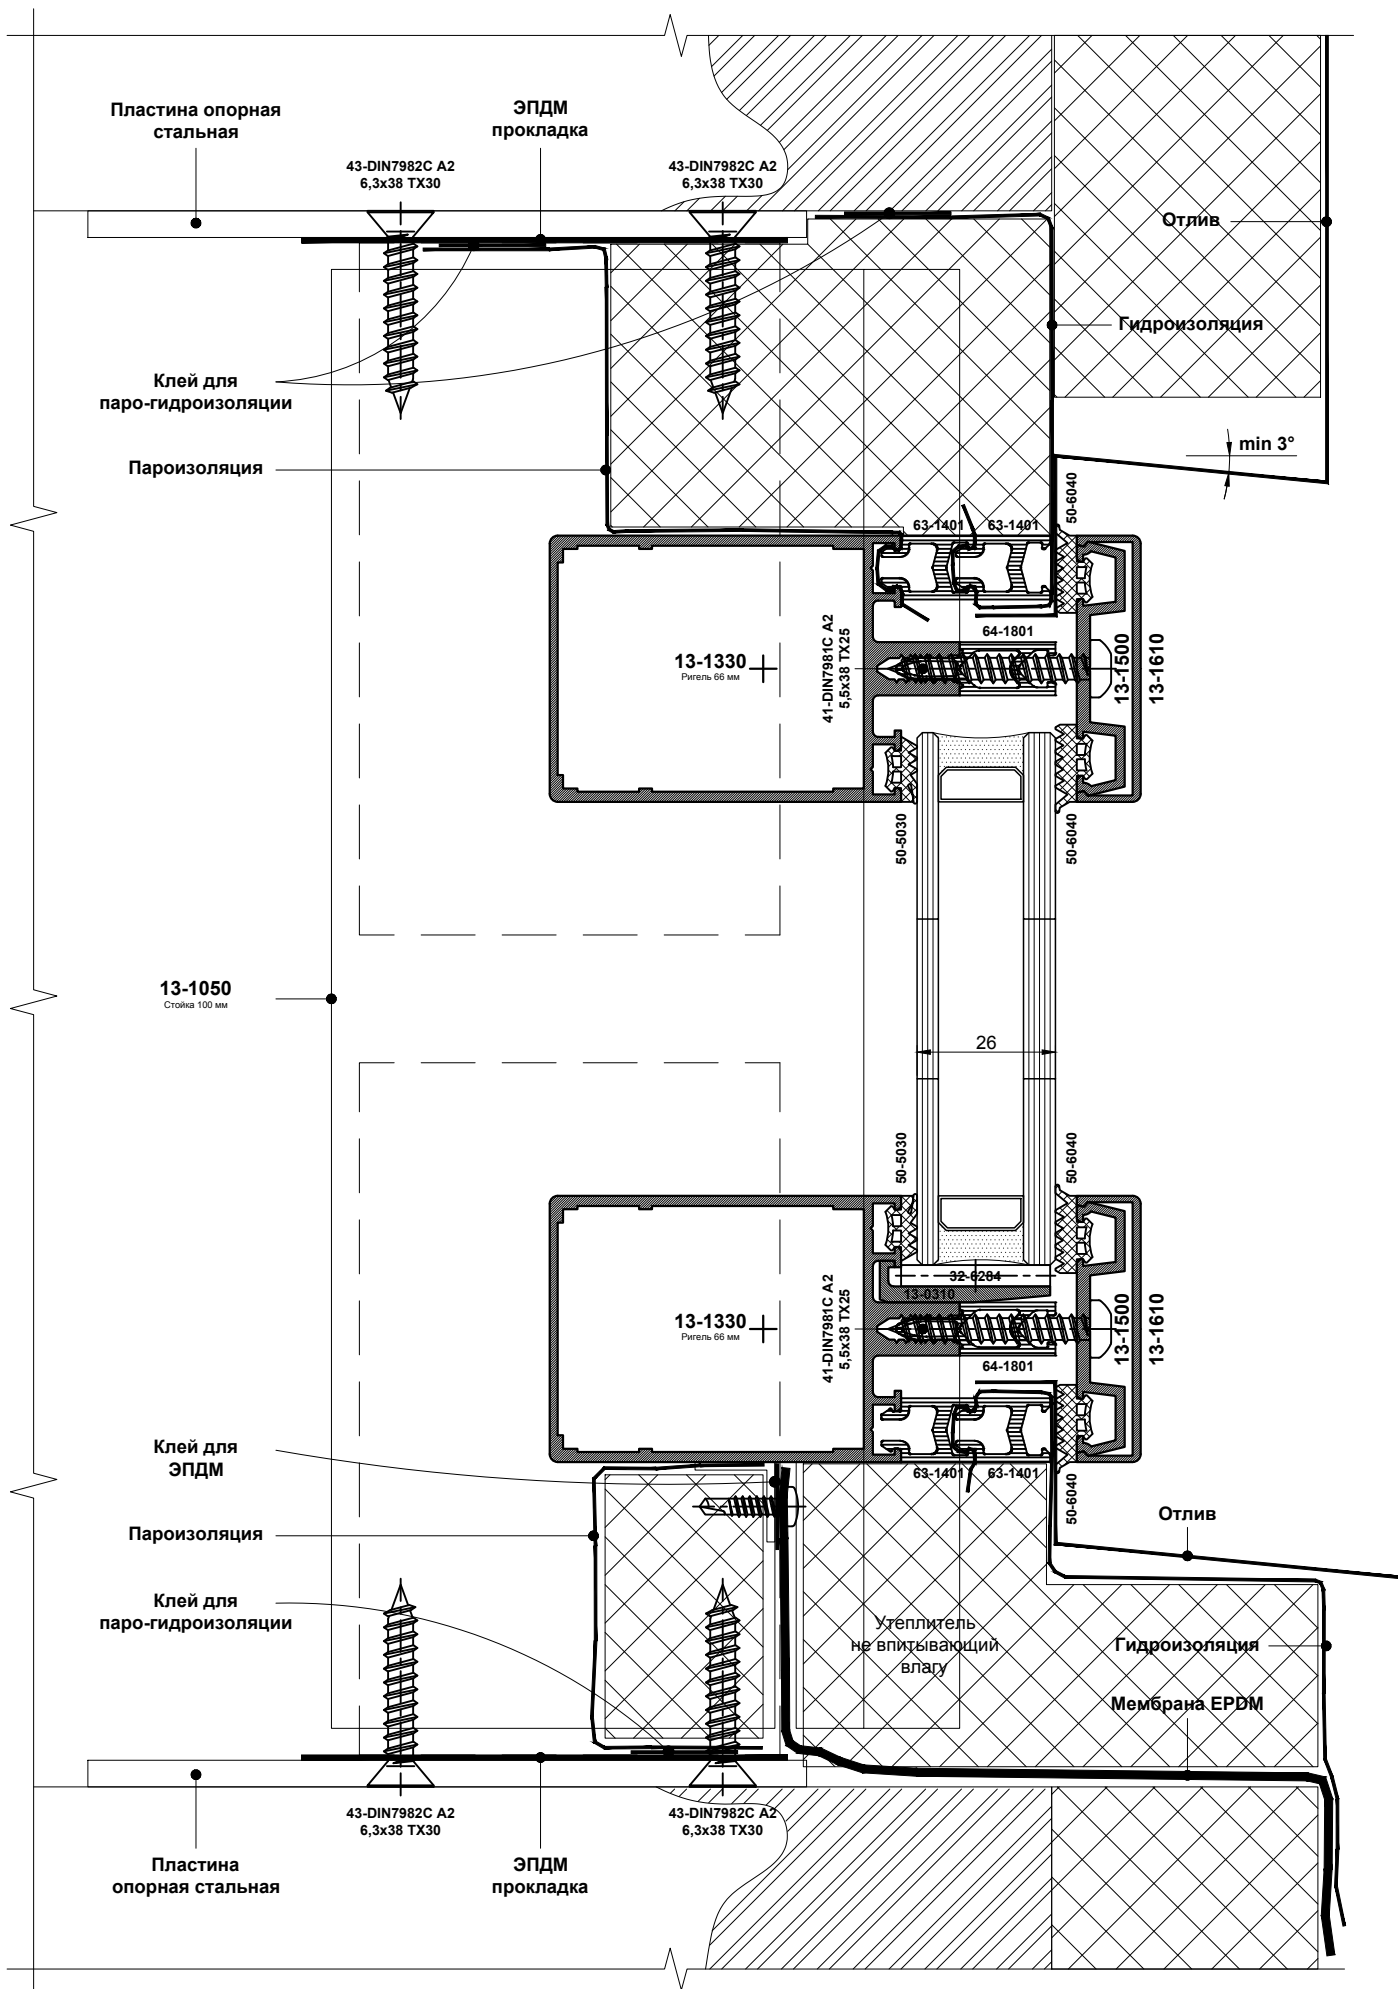 Пластина опорная
стальная
ЭПДМ
прокладка
43-DIN7982C A2
6,3x38 TX30
43-DIN7982C A2
6,3x38 TX30
Отлив
Гидроизоляция
Клей для
паро-гидроизоляции
min 3°
Пароизоляция
50-6040
63-1401
63-1401
64-1801
13-1330
Ригель 66 мм
41-DIN7981C A2
5,5x38 TX25
13-1500
13-1610
50-5030
50-6040
13-1050
Стойка 100 мм
26
50-5030
50-6040
32-6284
13-0310
13-1330
Ригель 66 мм
41-DIN7981C A2
5,5x38 TX25
13-1500
13-1610
64-1801
Клей для
ЭПДМ
63-1401
63-1401
50-6040
Отлив
Пароизоляция
Клей для
паро-гидроизоляции
Утеплитель
не впитывающий
влагу
Гидроизоляция
Мембрана EPDM
43-DIN7982C A2
6,3x38 TX30
43-DIN7982C A2
6,3x38 TX30
Пластина
опорная стальная
ЭПДМ
прокладка